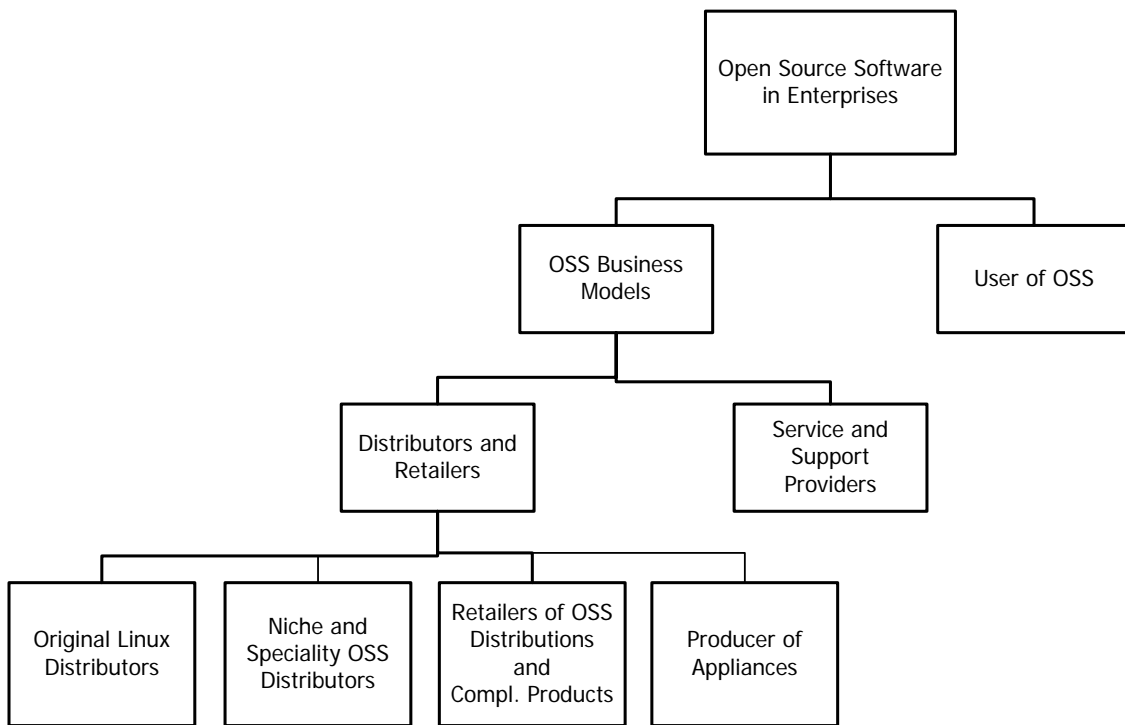 Open Source Software
in Enterprises
OSS Business
Models
User of OSS
Distributors and
Retailers
Service and
Support
Providers
Original Linux
Distributors
Niche and
Speciality OSS
Distributors
Retailers of OSS
Distributions
and
Compl. Products
Producer of
Appliances